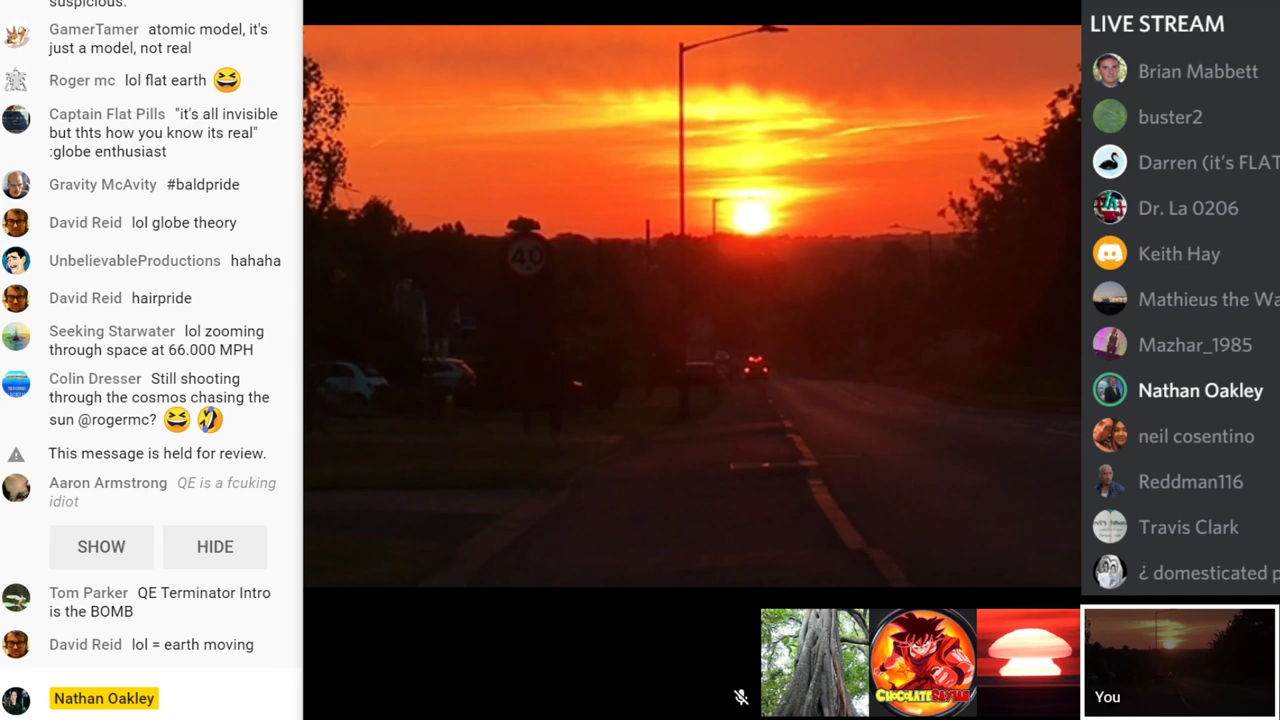 suspicious.
GamerTamer atomic model, it's
just a model, not real
Roger mc lol flat earth
Captain Flat Pills "it's all invisible
but thts how you know its real"
:globe enthusiast
Gravity McAvity #baldpride
David Reid lol globe theory
UnbelievableProductions hahaha
David Reid hairpride
Seeking Starwater lol zooming
through space at 66.000 MPH
Colin Dresser Still shooting
through the cosmos chasing the
sun @rogermc?
This message is held for review.
Aaron Armstrong QE is a fcuking
idiot
SHOW HIDE
Tom Parker QE Terminator Intro
is the BOMB
David Reid lol = earth moving
Nathan Oakley
40
CHOCOLATE SAIYAN
You
LIVE STREAM
Brian Mabbett
buster2
Darren (it's FLAT
Dr. La 0206
Keith Hay
Mathieus the Wa
Mazhar_1985
Nathan Oakley
neil cosentino
Reddman116
Travis Clark
¿ domesticated p